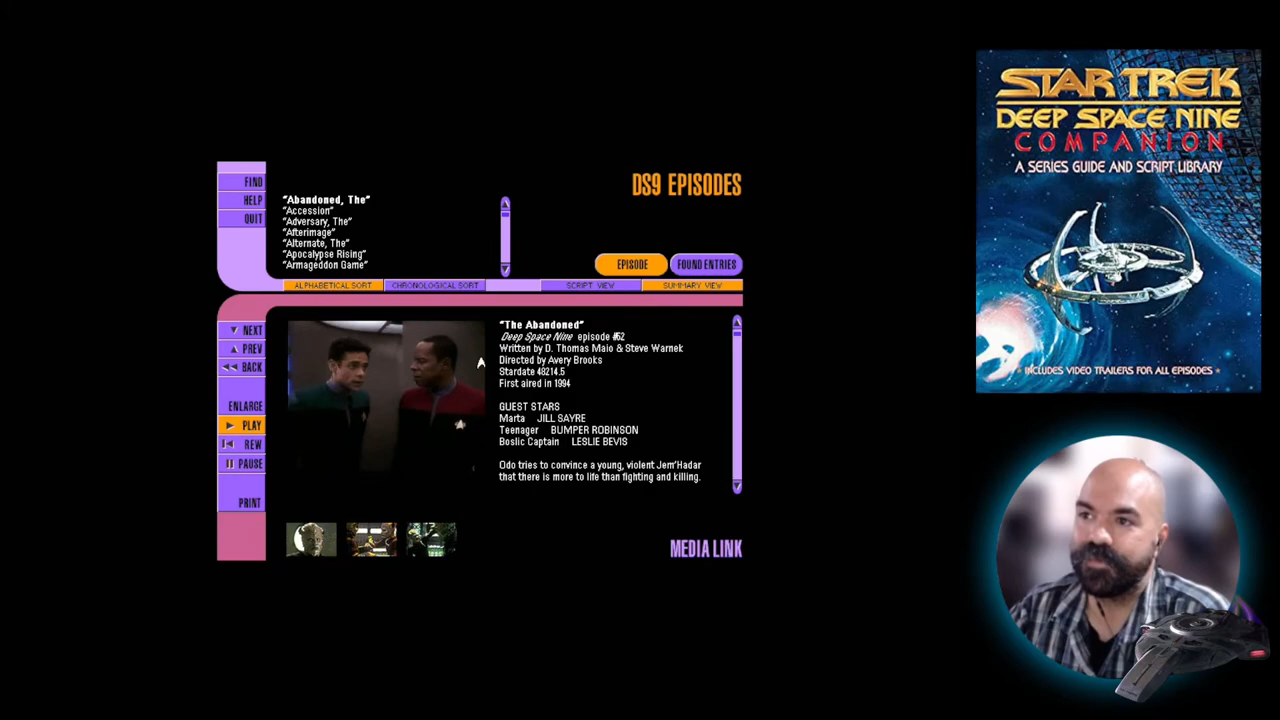 FIND
HELP
QUIT
"Abandoned, The"
"Accession"
"Adversary, The"
"Afterimage"
"Alternate, The"
"Apocalypse Rising"
"Armageddon Game"
DS9 EPISODES
EPISODE
FOUND ENTRIES
ALPHABETICAL SORT
CHRONOLOGICAL SORT
SCRIPT VIEW
SUMMARY VIEW
NEXT
PREV
BACK
ENLARGE
PLAY
REW
PAUSE
PRINT
"The Abandoned"
Deep Space Nine episode #52
Written by D. Thomas Maio & Steve Warnek
Directed by Avery Brooks
Stardate 48214.5
First aired in 1994
GUEST STARS
Marta JILL SAYRE
Teenager BUMPER ROBINSON
Boslic Captain LESLIE BEVIS
Odo tries to convince a young, violent Jem'Hadar
that there is more to life than fighting and killing.
MEDIA LINK
STAR TREK
DEEP SPACE NINE
COMPANION
A SERIES GUIDE AND SCRIPT LIBRARY
* INCLUDES VIDEO TRAILERS FOR ALL EPISODES *